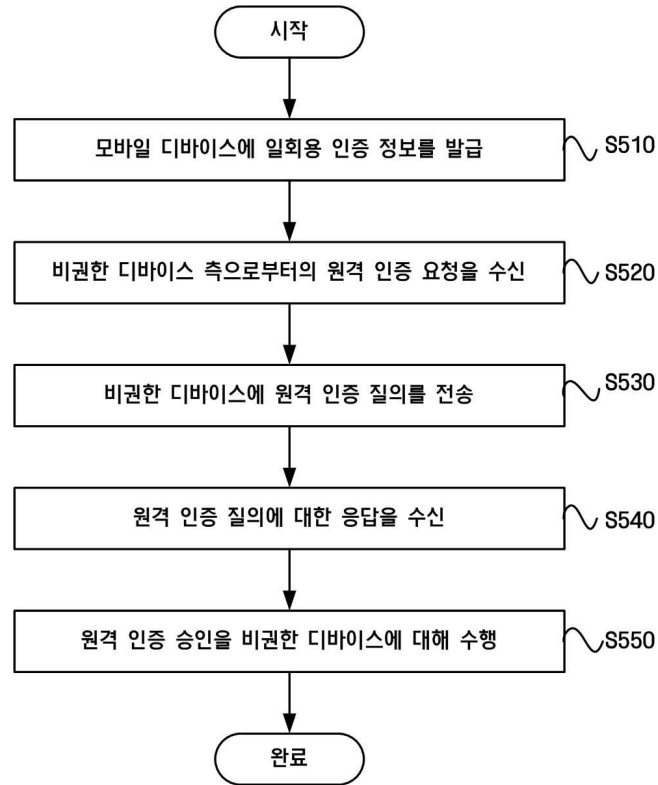 시작
모바일 디바이스에 일회용 인증 정보를 발급
S510
비권한 디바이스 측으로부터의 원격 인증 요청을 수신
S520
비권한 디바이스에 원격 인증 질의를 전송
S530
원격 인증 질의에 대한 응답을 수신
S540
원격 인증 승인을 비권한 디바이스에 대해 수행
S550
완료